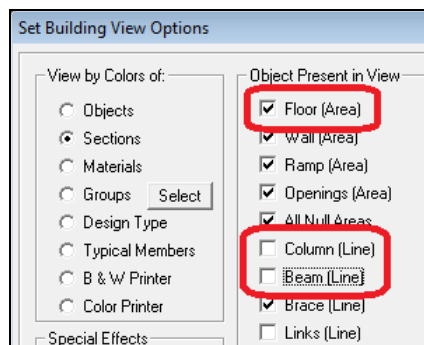 Set Building View Options
View by Colors of:
Objects
Sections
Materials
Groups Select
Design Type
Typical Members
B & W Printer
Color Printer
Special Effects
Object Present in View
Floor (Area)
Wall (Area)
Ramp (Area)
Openings (Area)
All Null Areas
Column (Line)
Beam (Line)
Brace (Line)
Links (Line)